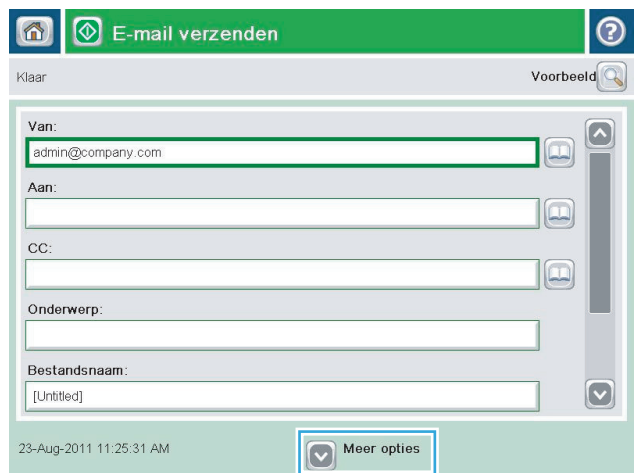 E-mail verzenden
?
Klaar
Voorbeeld
Van:
admin@company.com
Aan:
CC:
Onderwerp:
Bestandsnaam:
[Untitled]
23-Aug-2011 11:25:31 AM
Meer opties